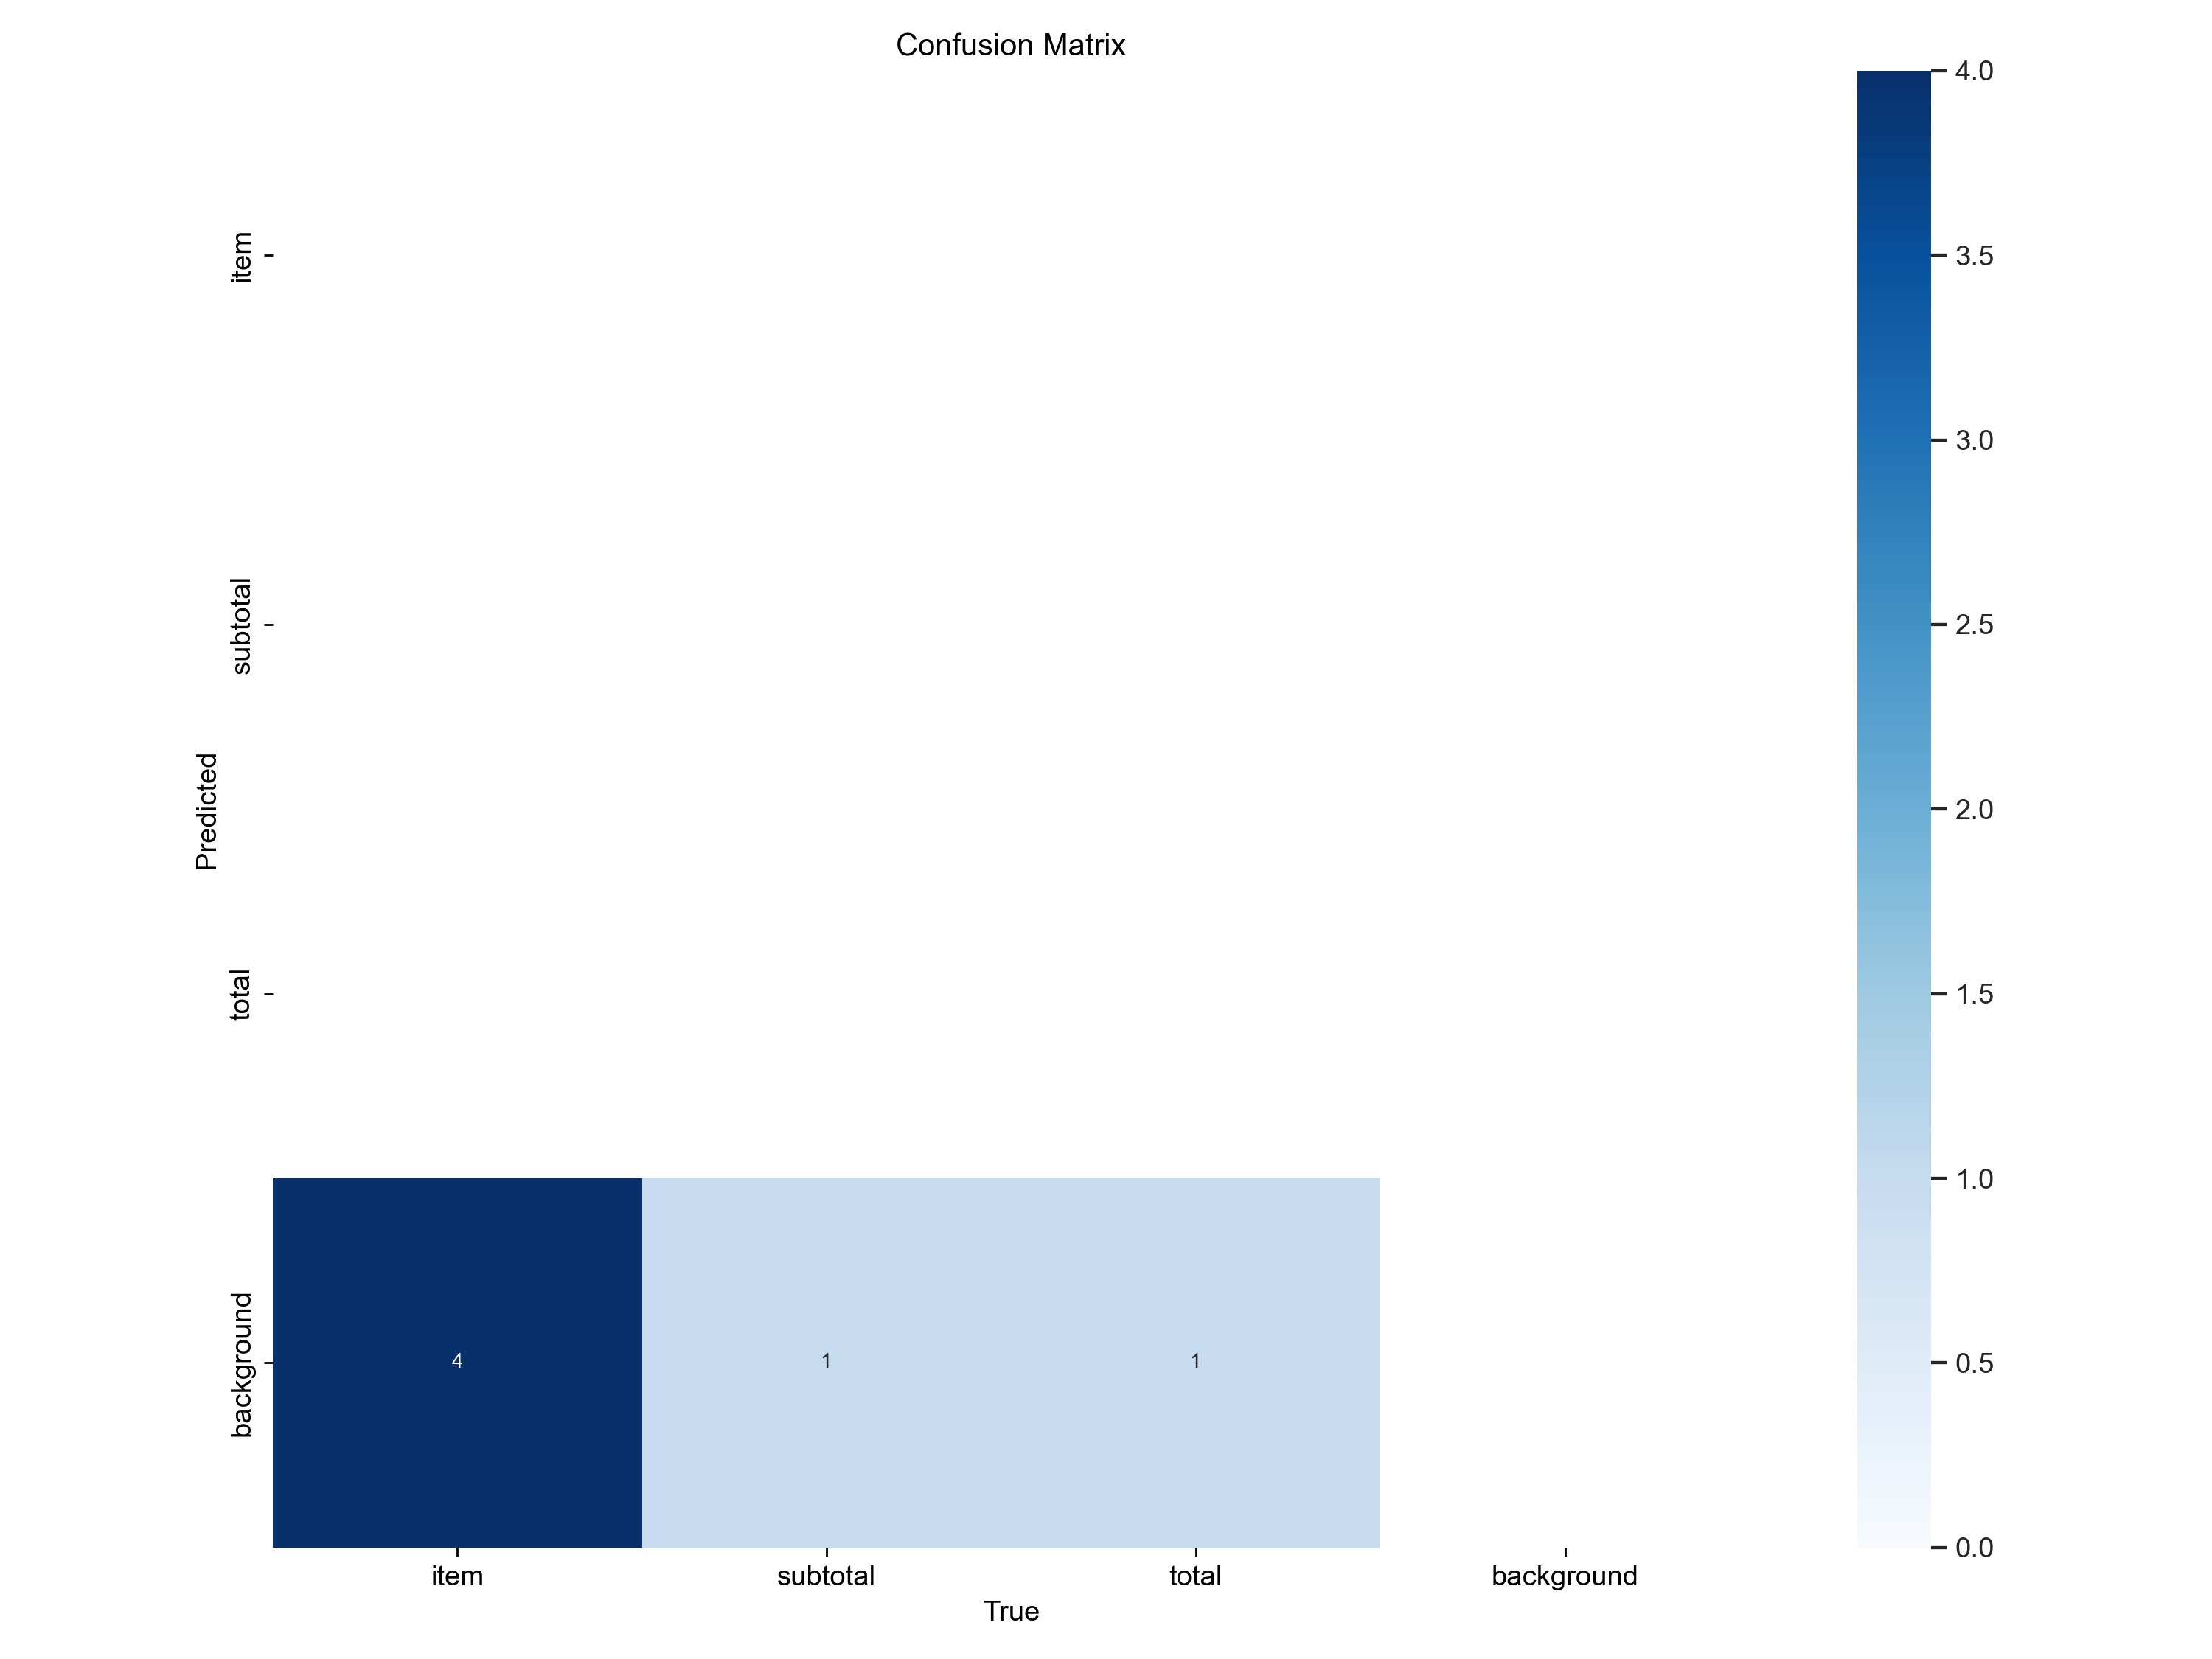 Confusion Matrix
4.0
3.5
3.0
2.5
2.0
1.5
1.0
0.5
0.0
Predicted
item
subtotal
total
background
4 1 1
item subtotal total background
True